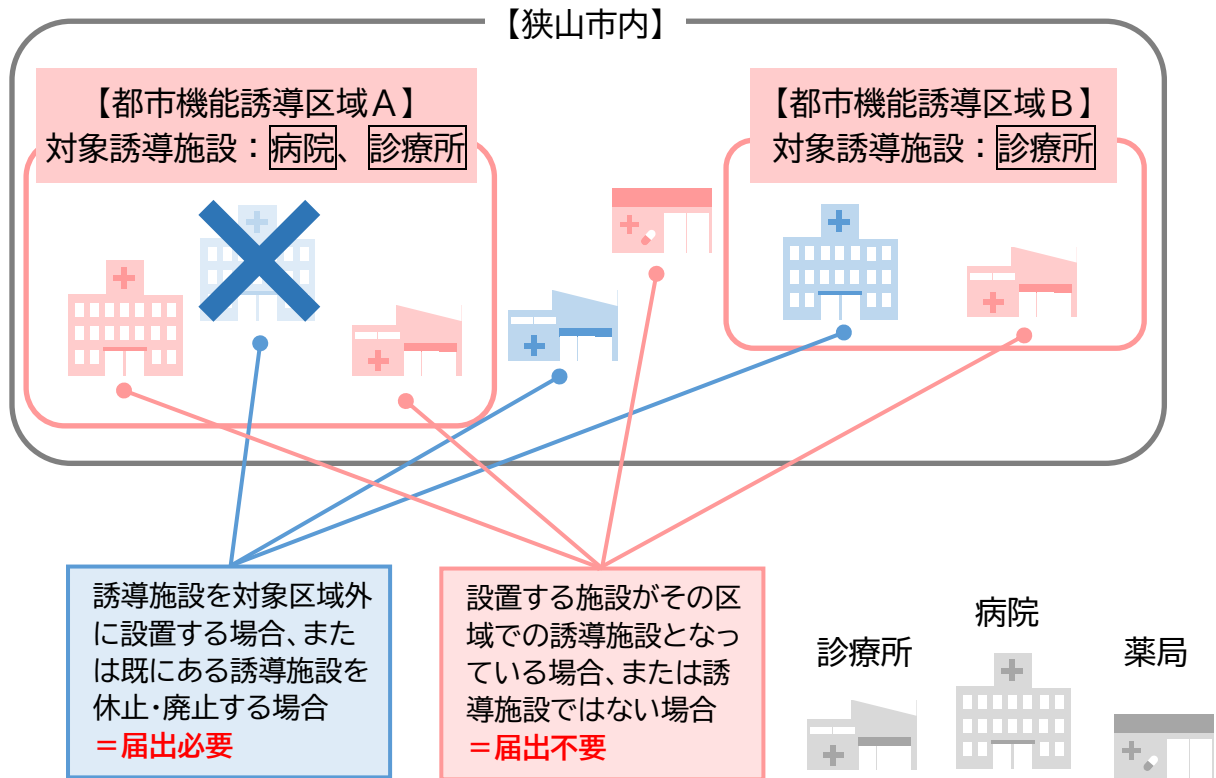 【狭山市内】
【都市機能誘導区域Ａ】
対象誘導施設：病院、診療所
【都市機能誘導区域Ｂ】
対象誘導施設：診療所
誘導施設を対象区域外
に設置する場合、また
は既にある誘導施設を
休止・廃止する場合
＝届出必要
設置する施設がその区
域での誘導施設となっ
ている場合、または誘
導施設ではない場合
＝届出不要
診療所
病院
薬局